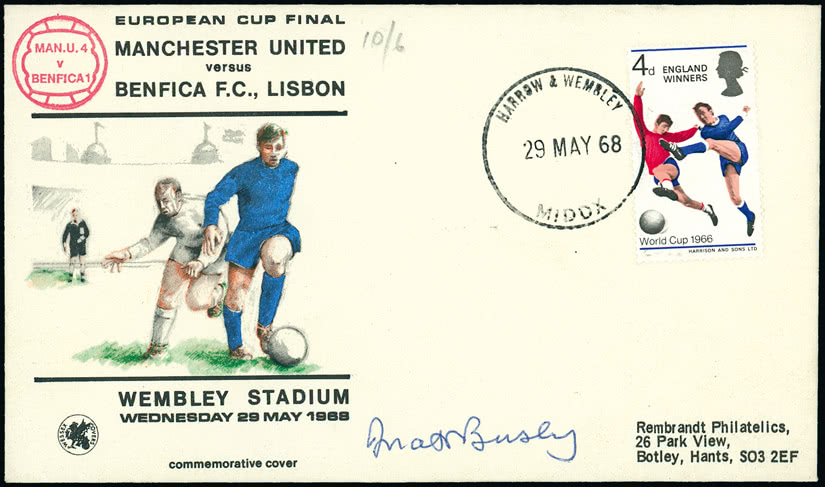 EUROPEAN CUP FINAL
MANCHESTER UNITED
versus
BENFICA F.C., LISBON
MAN.U.4
v
BENFICA 1
10/6
HARROW & WEMBLEY
29 MAY 68
MIDDX
4d ENGLAND
WINNERS
World Cup 1966
HARRISON AND SONS LTD
WEMBLEY STADIUM
WEDNESDAY 29 MAY 1968
WESSEX COVERS
commemorative cover
Matt Busby
Rembrandt Philatelics,
26 Park View,
Botley, Hants, SO3 2EF